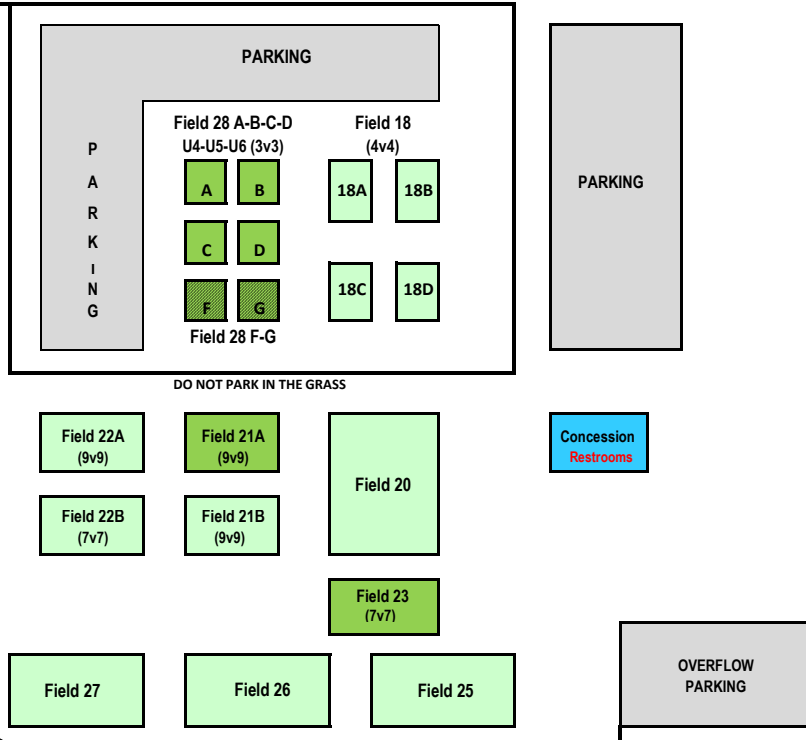 PARKING
Field 28 A-B-C-D
U4-U5-U6 (3v3)
Field 18
(4v4)
P
A
R
K
I
N
G
A
B
18A
18B
PARKING
C
D
F
G
18C
18D
Field 28 F-G
DO NOT PARK IN THE GRASS
Field 22A
(9v9)
Field 21A
(9v9)
Field 20
Concession
Restrooms
Field 22B
(7v7)
Field 21B
(9v9)
Field 23
(7v7)
Field 27
Field 26
Field 25
OVERFLOW
PARKING